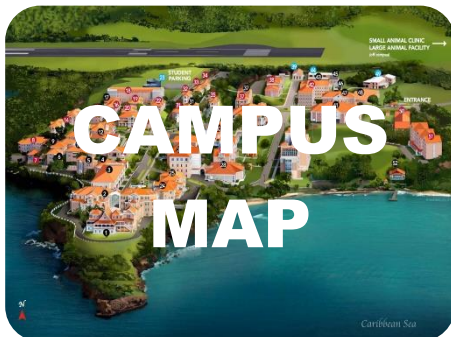 SMALL ANIMAL CLINIC
LARGE ANIMAL FACILITY
STUDENT
PARKING
ENTRANCE
CAMPUS
MAP
N
Caribbean Sea